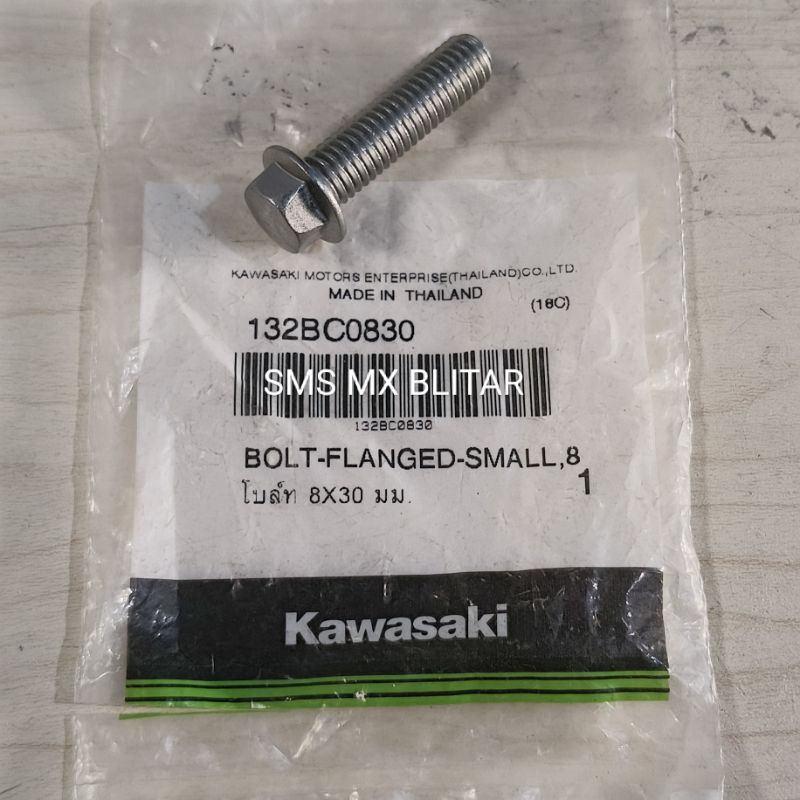 KAWASAKI MOTORS ENTERPRISE(THAILAND)CO.,LTD.
MADE IN THAILAND
(18C)
132BC0830
SMS MX BLITAR
132BC0830
BOLT-FLANGED-SMALL,8
โบล์ท 8X30 มม.
1
Kawasaki